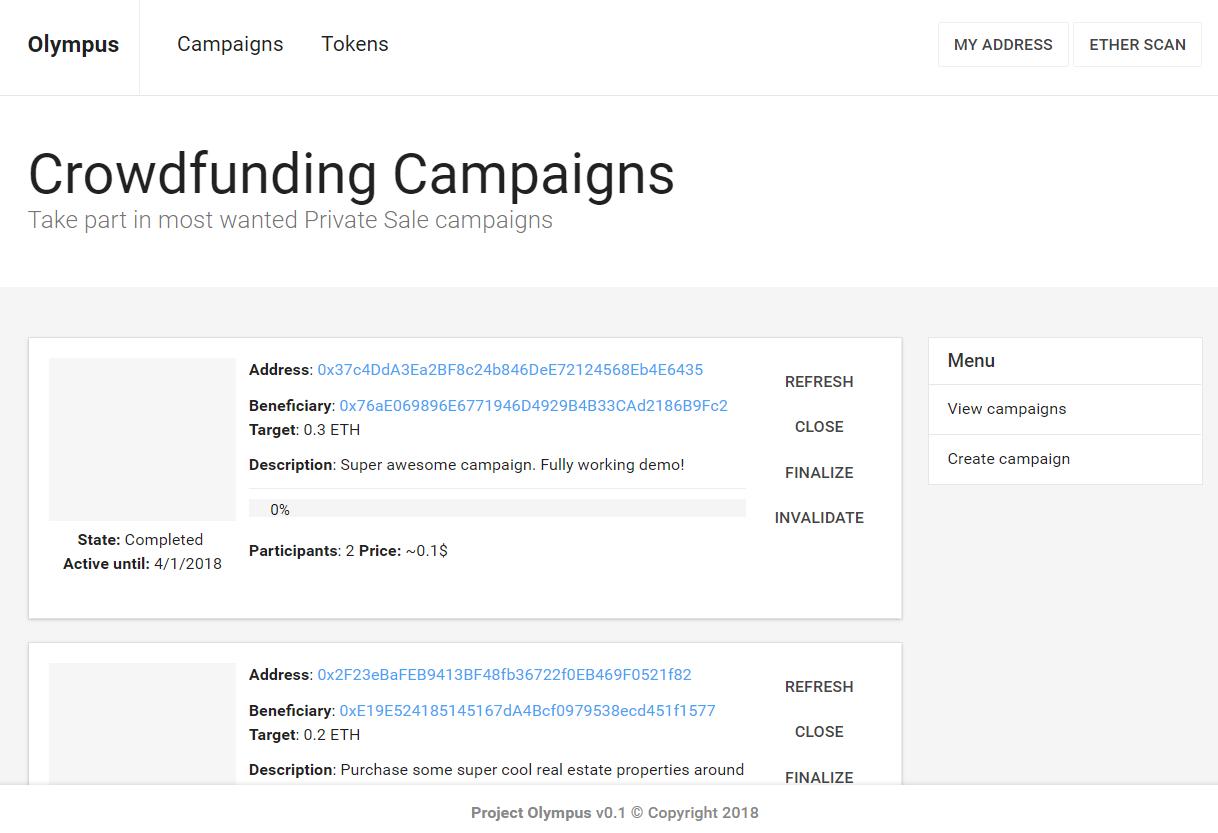 Olympus
Campaigns
Tokens
MY ADDRESS
ETHER SCAN
Crowdfunding Campaigns
Take part in most wanted Private Sale campaigns
Address: 0x37c4DdA3Ea2BF8c24b846DeE72124568Eb4E6435
Beneficiary: 0x76aE069896E6771946D4929B4B33CAd2186B9Fc2
Target: 0.3 ETH
Description: Super awesome campaign. Fully working demo!
0%
Participants: 2 Price: ~0.1$
State: Completed
Active until: 4/1/2018
REFRESH
CLOSE
FINALIZE
INVALIDATE
Menu
View campaigns
Create campaign
Address: 0x2F23eBaFEB9413BF48fb36722f0EB469F0521f82
Beneficiary: 0xE19E524185145167dA4Bcf0979538ecd451f1577
Target: 0.2 ETH
Description: Purchase some super cool real estate properties around
REFRESH
CLOSE
FINALIZE
Project Olympus v0.1 © Copyright 2018